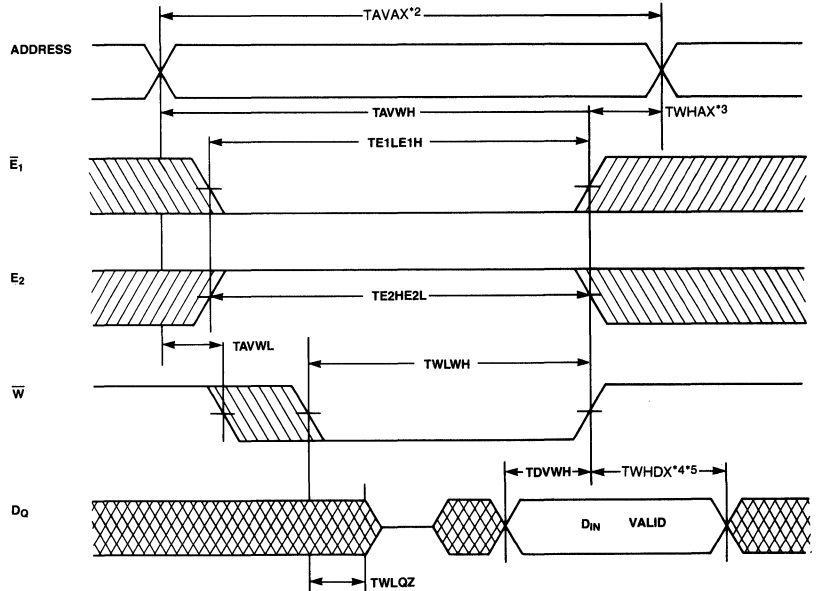 TAVAX*2
ADDRESS
TAVWH
TWHAX*3
TE1LE1H
E̅1
E2
TE2HE2L
TAVWL
TWLWH
W̅
TDVWH
TWHDX*4*5
DQ
DIN VALID
TWLQZ